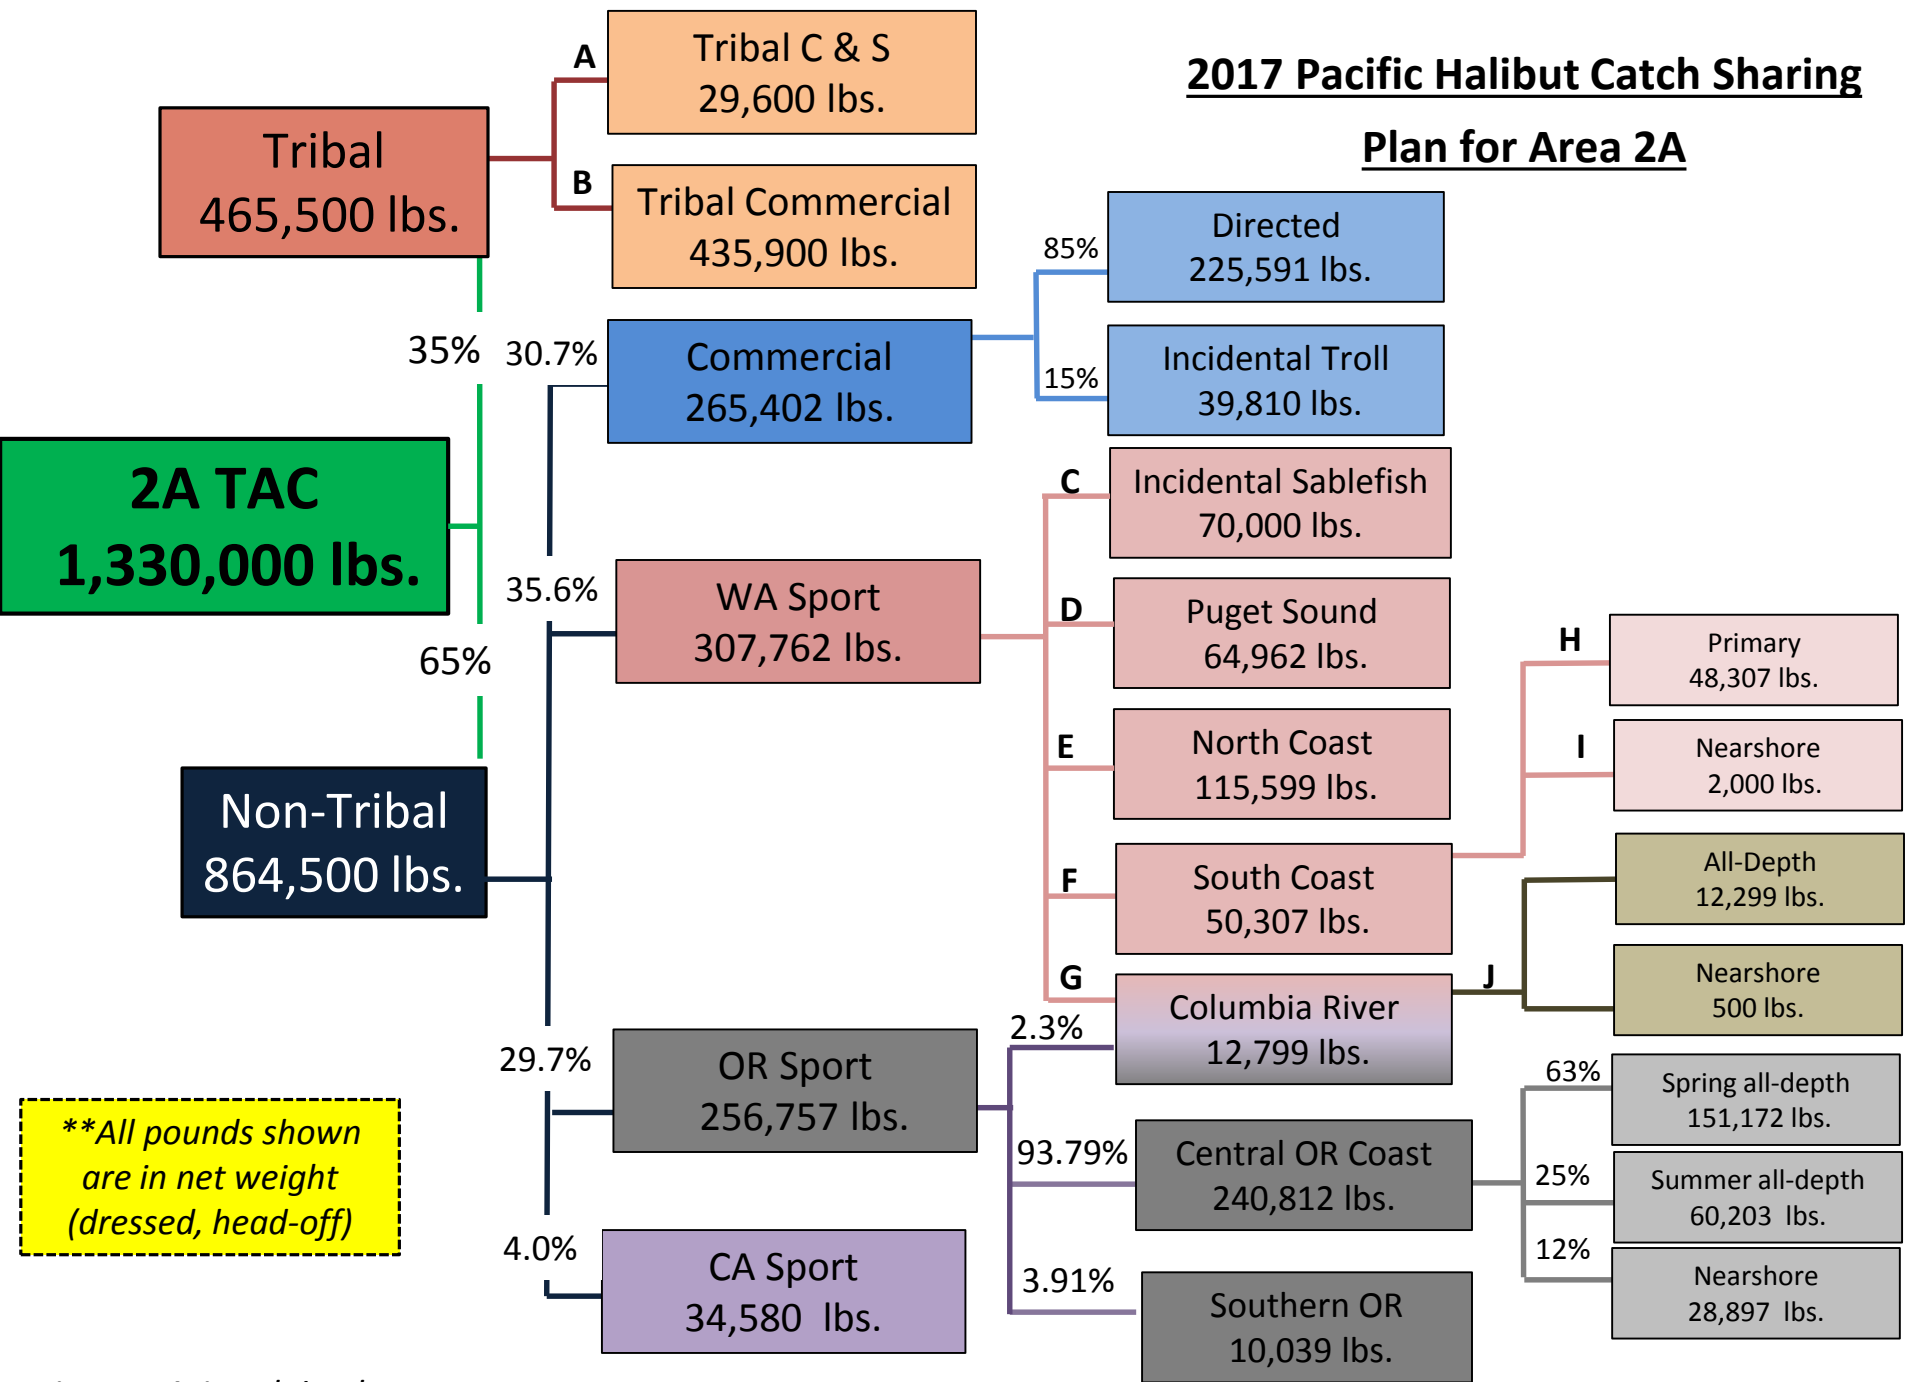 2017 Pacific Halibut Catch Sharing
Plan for Area 2A
2A TAC
1,330,000 lbs.
35%
65%
Tribal
465,500 lbs.
A
Tribal C & S
29,600 lbs.
B
Tribal Commercial
435,900 lbs.
Non-Tribal
864,500 lbs.
30.7%
Commercial
265,402 lbs.
85%
Directed
225,591 lbs.
15%
Incidental Troll
39,810 lbs.
35.6%
WA Sport
307,762 lbs.
C
Incidental Sablefish
70,000 lbs.
D
Puget Sound
64,962 lbs.
E
North Coast
115,599 lbs.
F
South Coast
50,307 lbs.
H
Primary
48,307 lbs.
I
Nearshore
2,000 lbs.
G
Columbia River
12,799 lbs.
J
All-Depth
12,299 lbs.
Nearshore
500 lbs.
29.7%
OR Sport
256,757 lbs.
2.3%
93.79%
Central OR Coast
240,812 lbs.
63%
Spring all-depth
151,172 lbs.
25%
Summer all-depth
60,203 lbs.
12%
Nearshore
28,897 lbs.
3.91%
Southern OR
10,039 lbs.
4.0%
CA Sport
34,580 lbs.
**All pounds shown
are in net weight
(dressed, head-off)